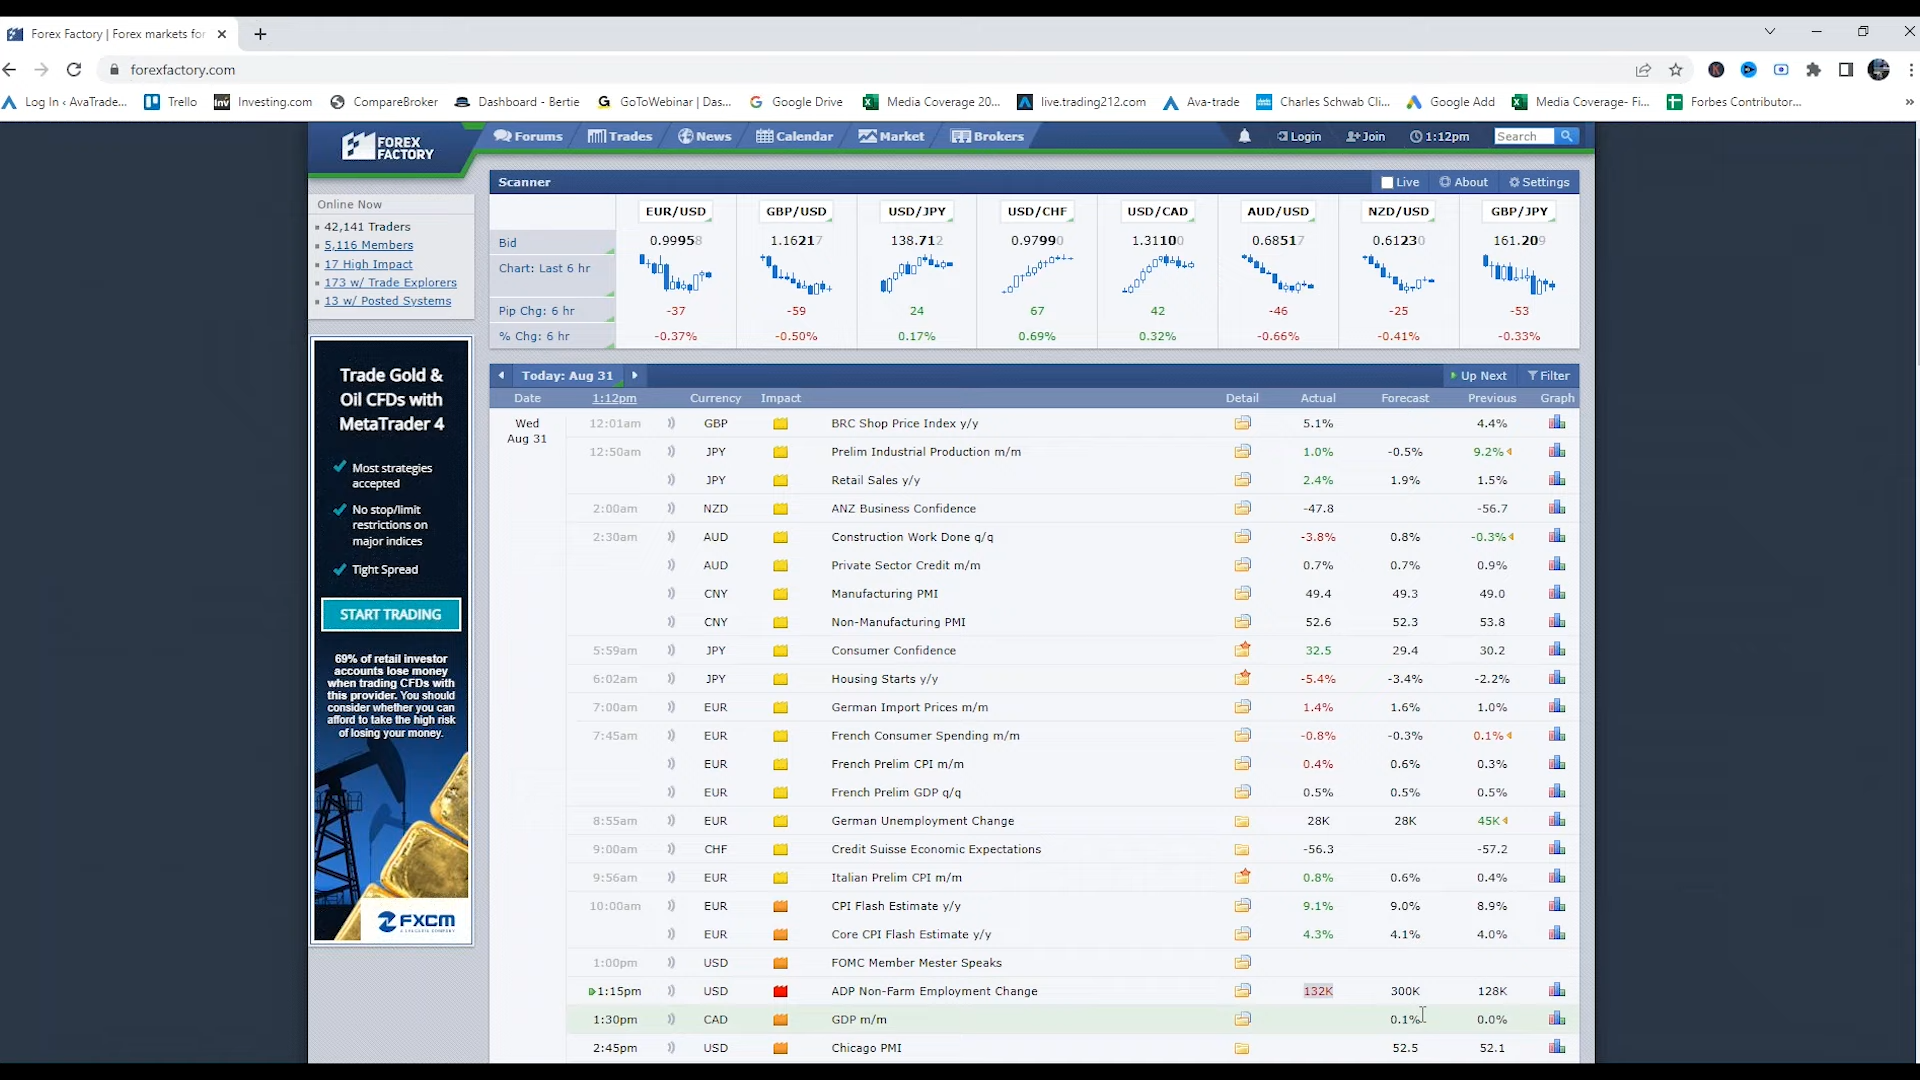 Forex Factory | Forex markets for
forexfactory.com
Log In ‹ AvaTrade... Trello Investing.com CompareBroker Dashboard - Bertie GoToWebinar | Das... Google Drive Media Coverage 20... live.trading212.com Ava-trade Charles Schwab Cli... Google Add Media Coverage- Fi... Forbes Contributor... »
FOREX FACTORY Forums Trades News Calendar Market Brokers Login Join 1:12pm Search
Scanner Live About Settings
Online Now
42,141 Traders
5,116 Members
17 High Impact
173 w/ Trade Explorers
13 w/ Posted Systems
EUR/USD GBP/USD USD/JPY USD/CHF USD/CAD AUD/USD NZD/USD GBP/JPY
Bid 0.99958 1.16217 138.712 0.97990 1.31100 0.68517 0.61230 161.209
Chart: Last 6 hr
Pip Chg: 6 hr -37 -59 24 67 42 -46 -25 -53
% Chg: 6 hr -0.37% -0.50% 0.17% 0.69% 0.32% -0.66% -0.41% -0.33%
Trade Gold &
Oil CFDs with
MetaTrader 4
Most strategies
accepted
No stop/limit
restrictions on
major indices
Tight Spread
START TRADING
69% of retail investor
accounts lose money
when trading CFDs with
this provider. You should
consider whether you can
afford to take the high risk
of losing your money.
FXCM
Today: Aug 31 Up Next Filter
Date 1:12pm Currency Impact Detail Actual Forecast Previous Graph
Wed
Aug 31
12:01am GBP BRC Shop Price Index y/y 5.1% 4.4%
12:50am JPY Prelim Industrial Production m/m 1.0% -0.5% 9.2%
JPY Retail Sales y/y 2.4% 1.9% 1.5%
2:00am NZD ANZ Business Confidence -47.8 -56.7
2:30am AUD Construction Work Done q/q -3.8% 0.8% -0.3%
AUD Private Sector Credit m/m 0.7% 0.7% 0.9%
CNY Manufacturing PMI 49.4 49.3 49.0
CNY Non-Manufacturing PMI 52.6 52.3 53.8
5:59am JPY Consumer Confidence 32.5 29.4 30.2
6:02am JPY Housing Starts y/y -5.4% -3.4% -2.2%
7:00am EUR German Import Prices m/m 1.4% 1.6% 1.0%
7:45am EUR French Consumer Spending m/m -0.8% -0.3% 0.1%
EUR French Prelim CPI m/m 0.4% 0.6% 0.3%
EUR French Prelim GDP q/q 0.5% 0.5% 0.5%
8:55am EUR German Unemployment Change 28K 28K 45K
9:00am CHF Credit Suisse Economic Expectations -56.3 -57.2
9:56am EUR Italian Prelim CPI m/m 0.8% 0.6% 0.4%
10:00am EUR CPI Flash Estimate y/y 9.1% 9.0% 8.9%
EUR Core CPI Flash Estimate y/y 4.3% 4.1% 4.0%
1:00pm USD FOMC Member Mester Speaks
1:15pm USD ADP Non-Farm Employment Change 132K 300K 128K
1:30pm CAD GDP m/m 0.1% 0.0%
2:45pm USD Chicago PMI 52.5 52.1